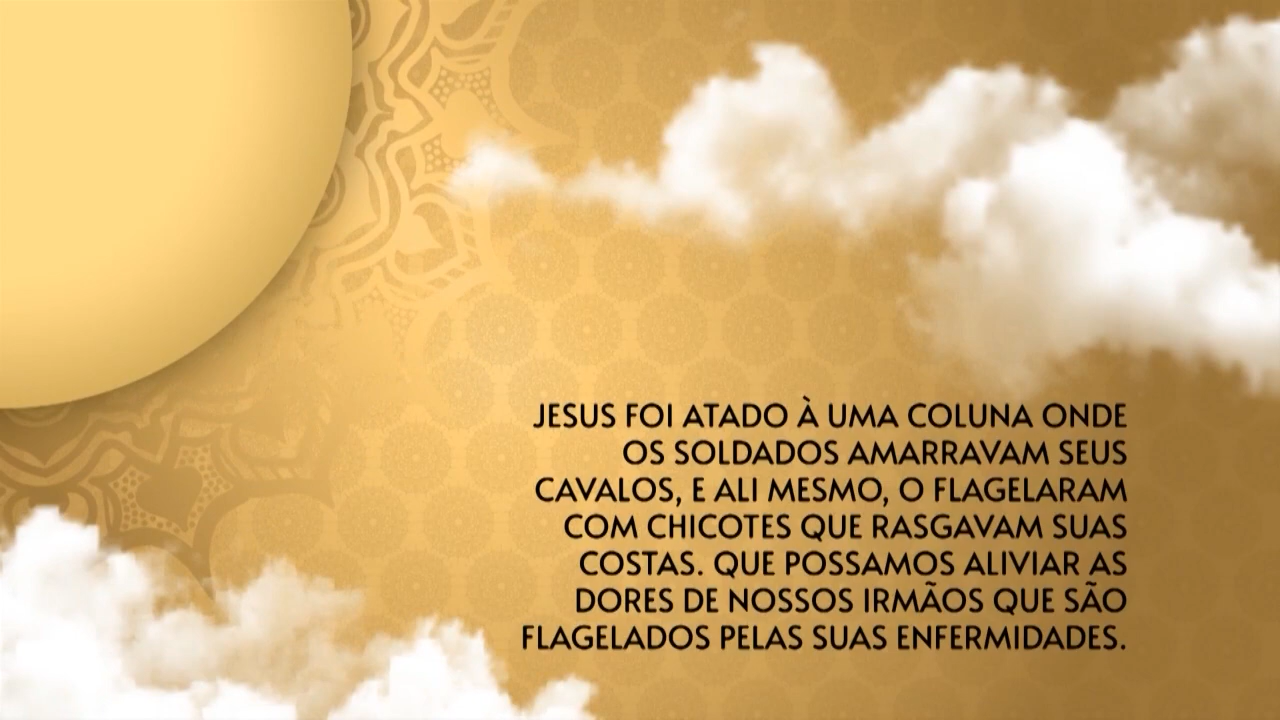 JESUS FOI ATADO À UMA COLUNA ONDE
OS SOLDADOS AMARRAVAM SEUS
CAVALOS, E ALI MESMO, O FLAGELARAM
COM CHICOTES QUE RASGAVAM SUAS
COSTAS. QUE POSSAMOS ALIVIAR AS
DORES DE NOSSOS IRMÃOS QUE SÃO
FLAGELADOS PELAS SUAS ENFERMIDADES.